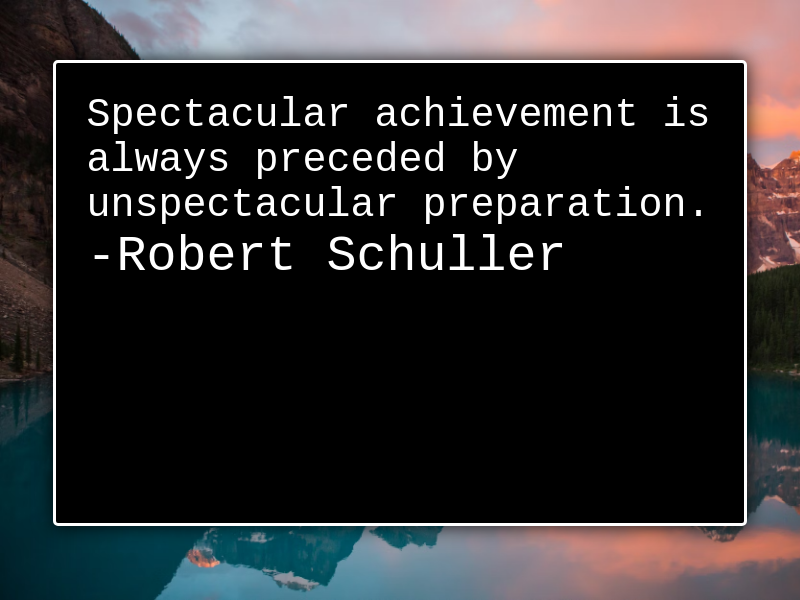 Spectacular achievement is
always preceded by
unspectacular preparation.
-Robert Schuller